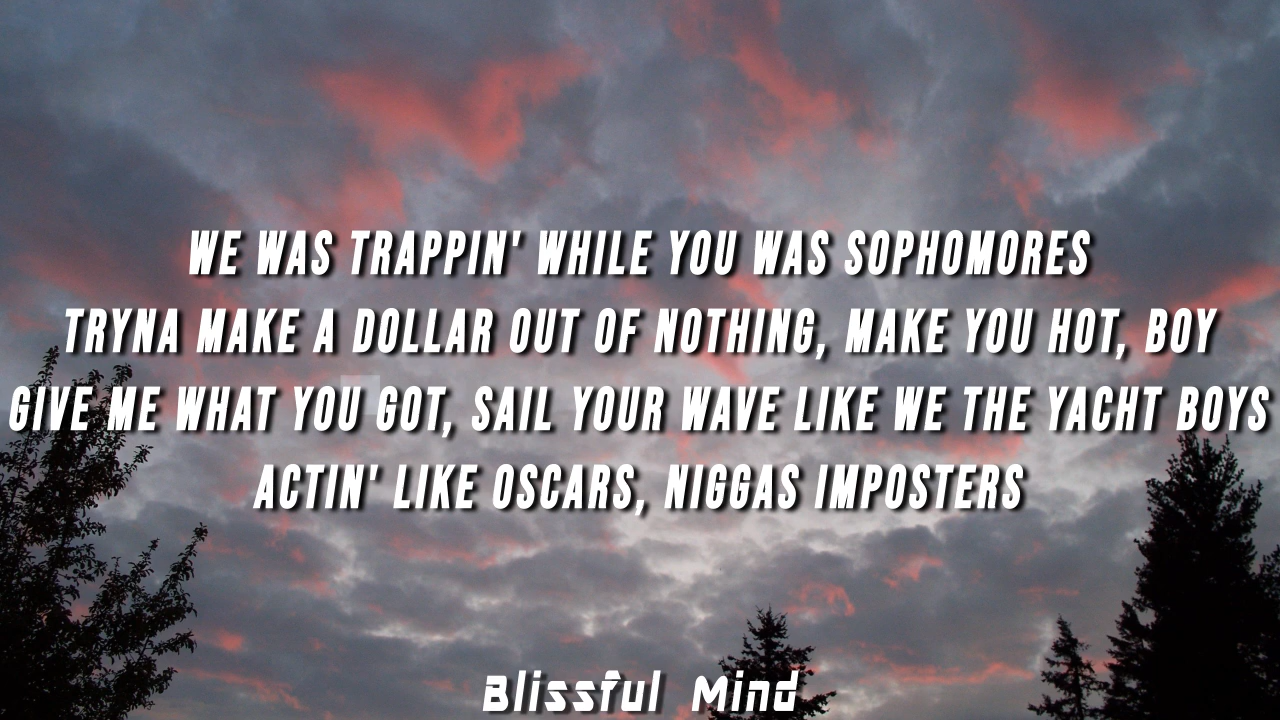 WE WAS TRAPPIN' WHILE YOU WAS SOPHOMORES
TRYNA MAKE A DOLLAR OUT OF NOTHING, MAKE YOU HOT, BOY
GIVE ME WHAT YOU GOT, SAIL YOUR WAVE LIKE WE THE YACHT BOYS
ACTIN' LIKE OSCARS, NIGGAS IMPOSTERS
Blissful Mind